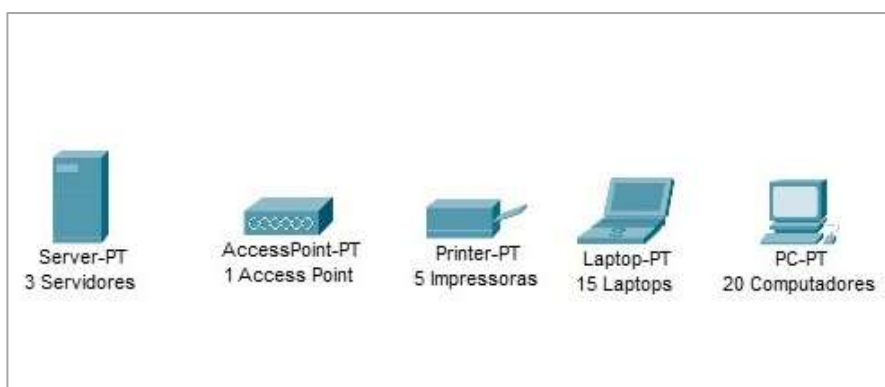 Server-PT
3 Servidores
AccessPoint-PT
1 Access Point
Printer-PT
5 Impressoras
Laptop-PT
15 Laptops
PC-PT
20 Computadores